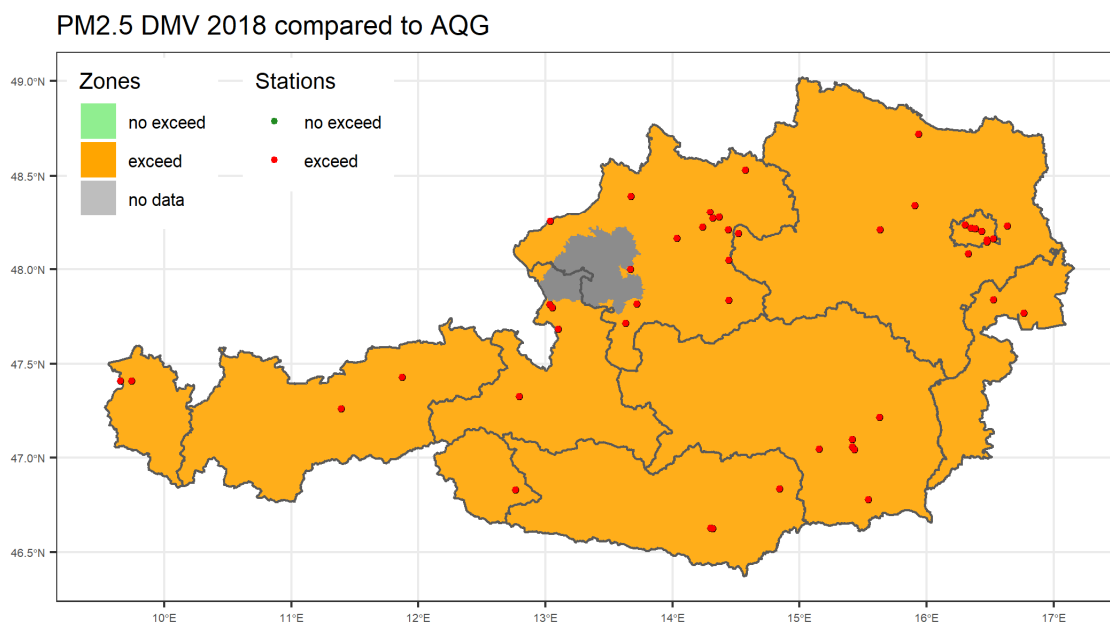 PM2.5 DMV 2018 compared to AQG
Zones
no exceed
exceed
no data
Stations
no exceed
exceed
49.0°N
48.5°N
48.0°N
47.5°N
47.0°N
46.5°N
10°E 11°E 12°E 13°E 14°E 15°E 16°E 17°E